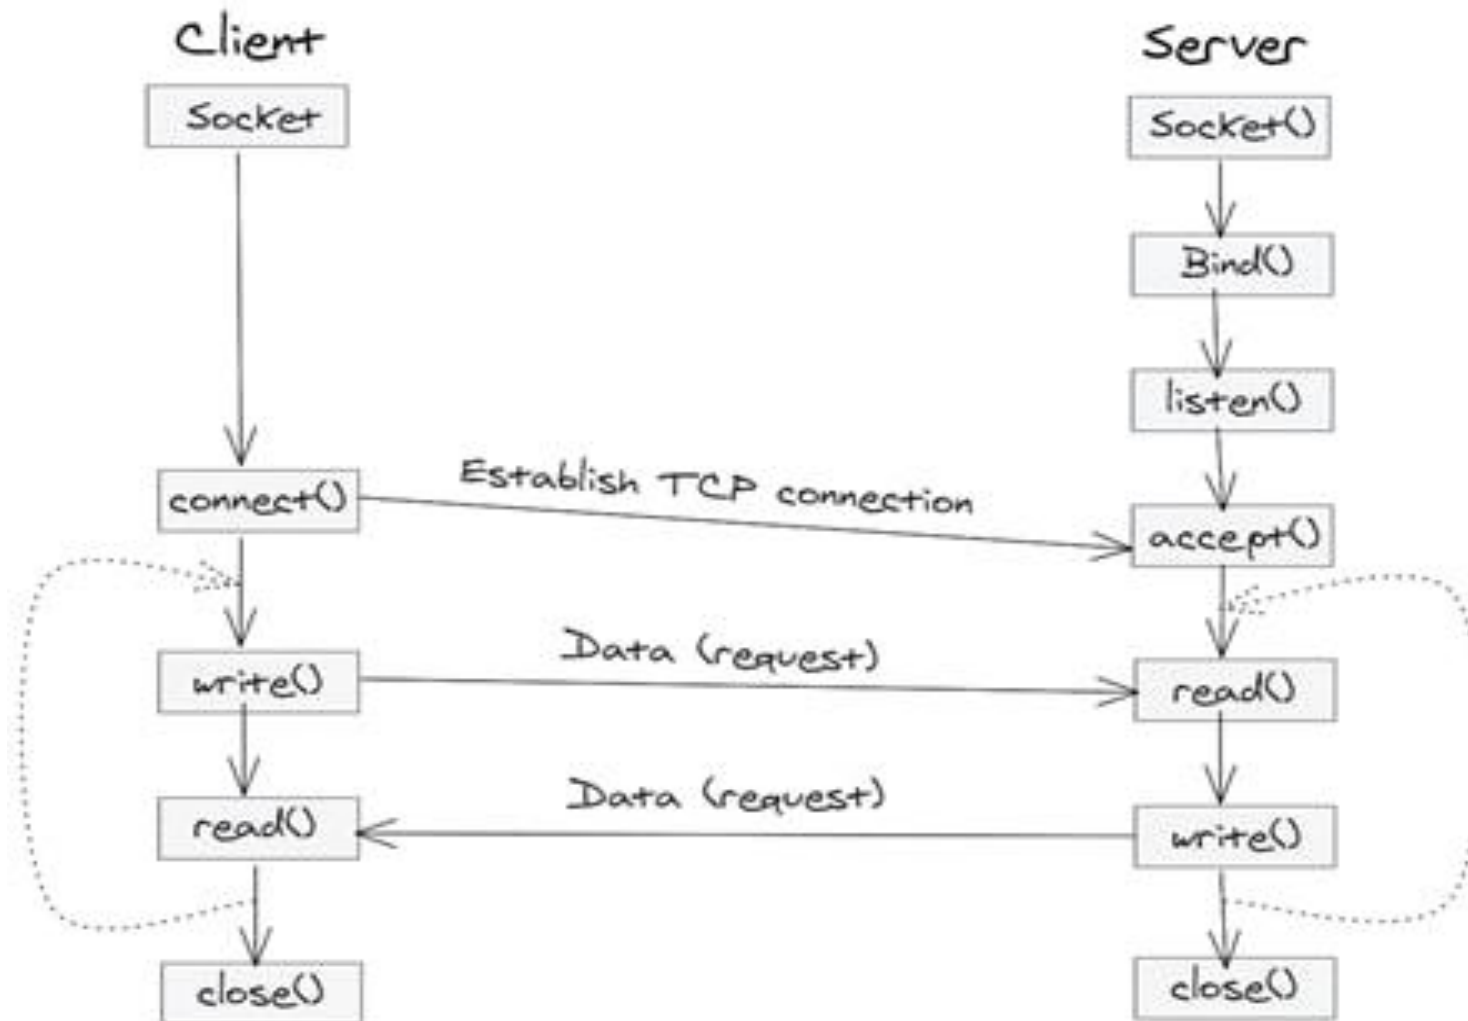 Client
Server
Socket
Socket()
Bind()
listen()
Establish TCP connection
connect()
accept()
Data (request)
write()
read()
Data (request)
read()
write()
close()
close()